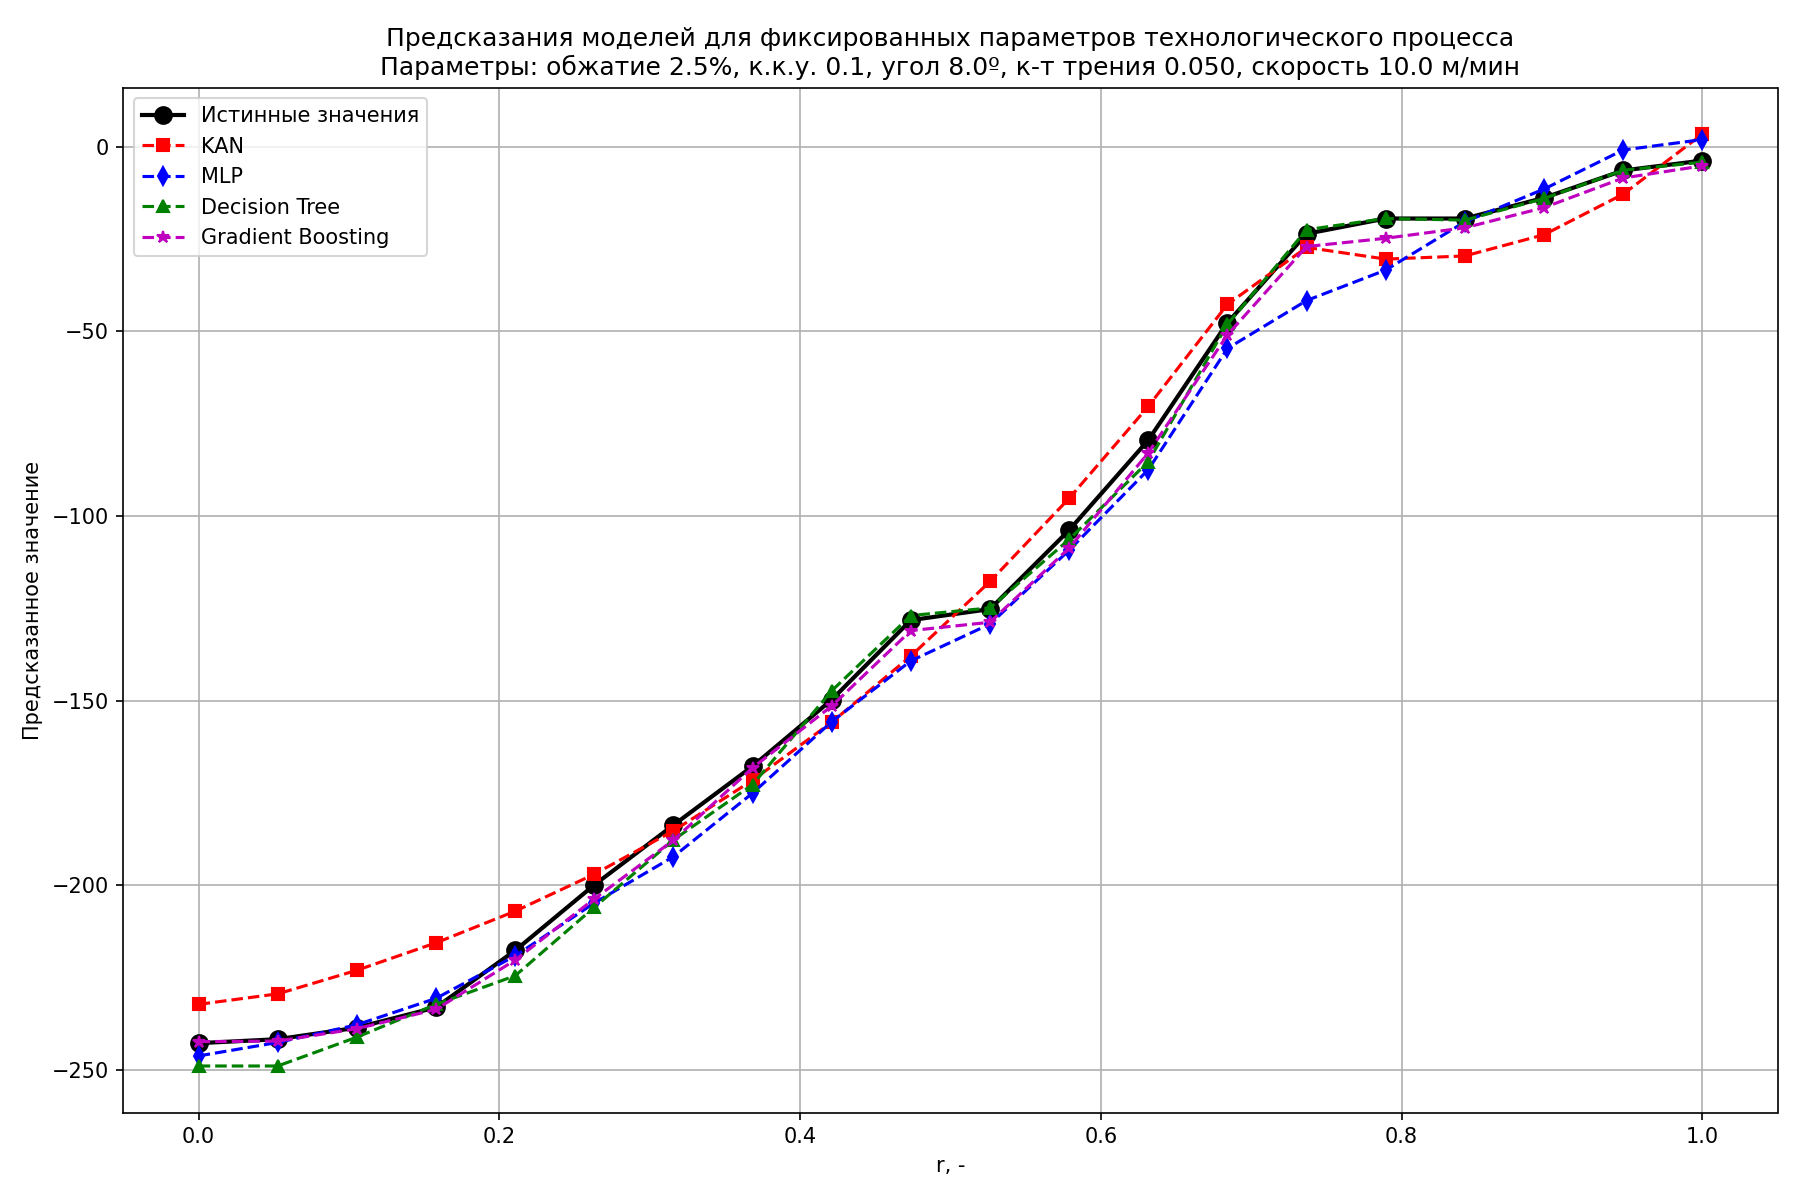 Предсказания моделей для фиксированных параметров технологического процесса
Параметры: обжатие 2.5%, к.к.у. 0.1, угол 8.0º, к-т трения 0.050, скорость 10.0 м/мин
Истинные значения
KAN
MLP
Decision Tree
Gradient Boosting
Предсказанное значение
0
−50
−100
−150
−200
−250
0.0
0.2
0.4
0.6
0.8
1.0
r, -